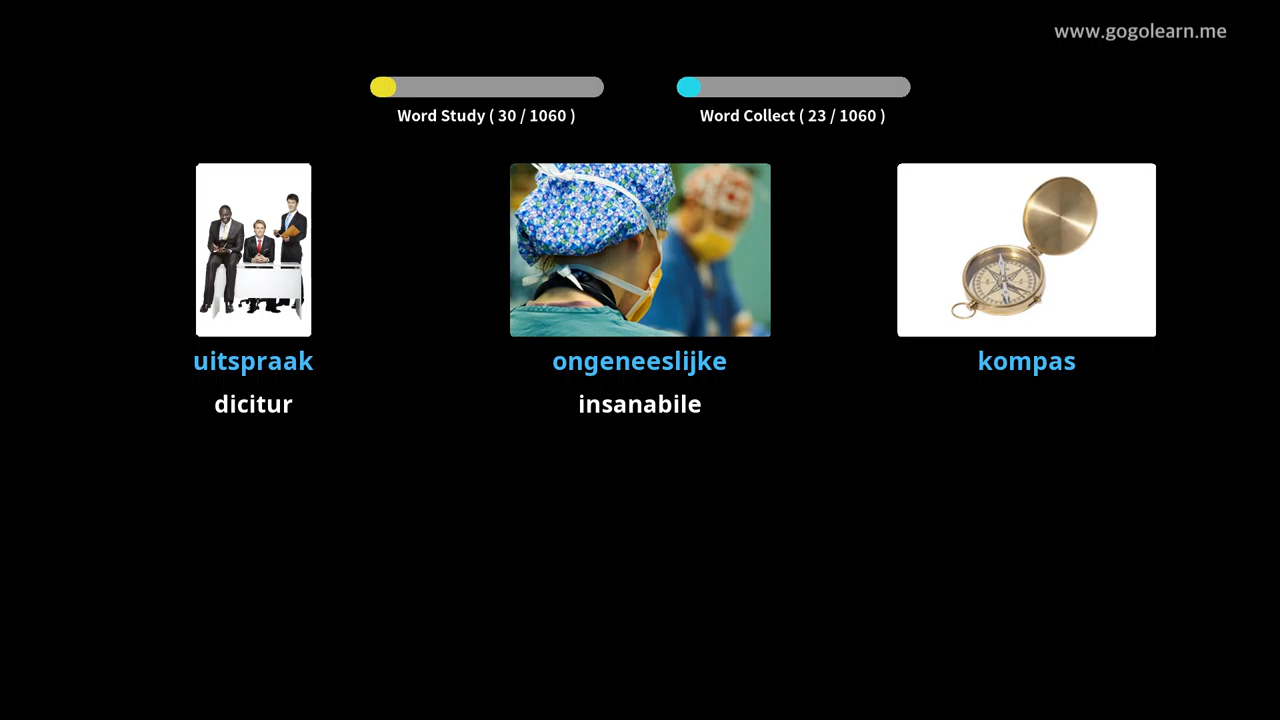 www.gogolearn.me
Word Study ( 30 / 1060 )
Word Collect ( 23 / 1060 )
uitspraak
ongeneeslijke
kompas
dicitur
insanabile